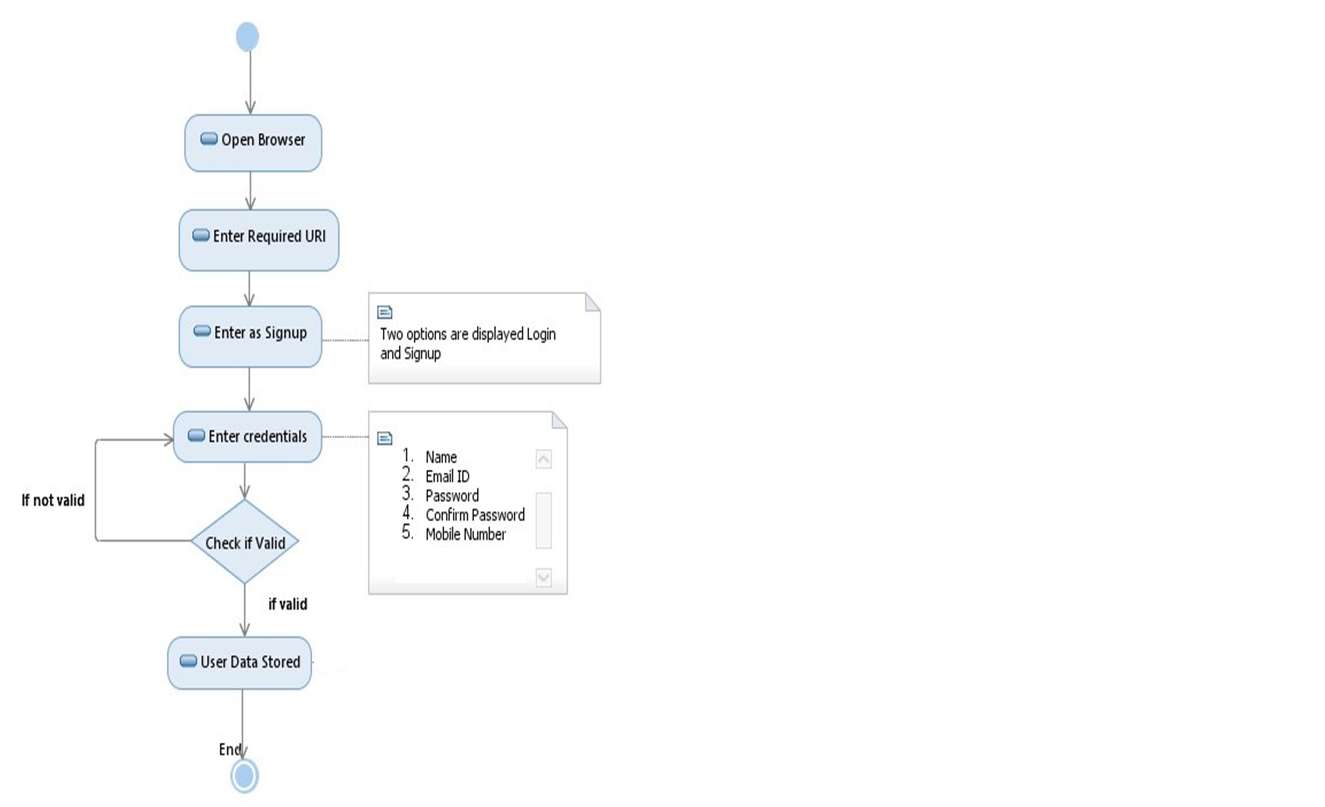 Open Browser
Enter Required URI
Enter as Signup
Two options are displayed Login
and Signup
Enter credentials
1. Name
2. Email ID
3. Password
4. Confirm Password
5. Mobile Number
If not valid
Check if Valid
if valid
User Data Stored
End